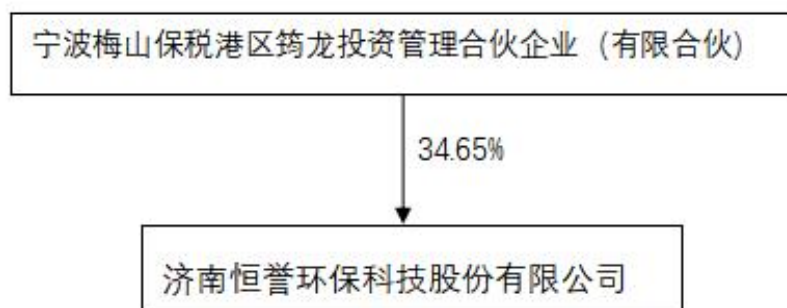 宁波梅山保税港区筠龙投资管理合伙企业（有限合伙）
34.65%
济南恒誉环保科技股份有限公司